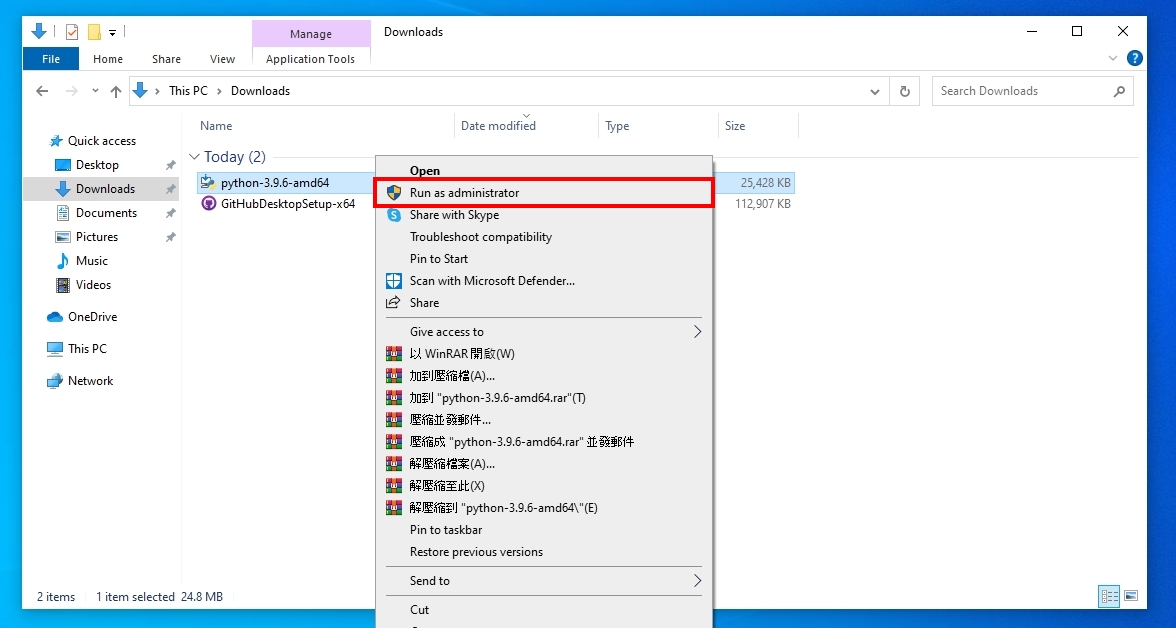 Manage
Downloads
File
Home
Share
View
Application Tools
?
This PC
Downloads
Search Downloads
Name
Date modified
Type
Size
Quick access
Desktop
Downloads
Documents
Pictures
Music
Videos
OneDrive
This PC
Network
Today (2)
python-3.9.6-amd64
25,428 KB
GitHubDesktopSetup-x64
112,907 KB
Open
Run as administrator
Share with Skype
Troubleshoot compatibility
Pin to Start
Scan with Microsoft Defender...
Share
Give access to
以 WinRAR 開啟(W)
加到壓縮檔(A)...
加到 "python-3.9.6-amd64.rar"(T)
壓縮並發郵件...
壓縮成 "python-3.9.6-amd64.rar" 並發郵件
解壓縮檔案(A)...
解壓縮至此(X)
解壓縮到 "python-3.9.6-amd64\"(E)
Pin to taskbar
Restore previous versions
Send to
Cut
2 items
1 item selected 24.8 MB